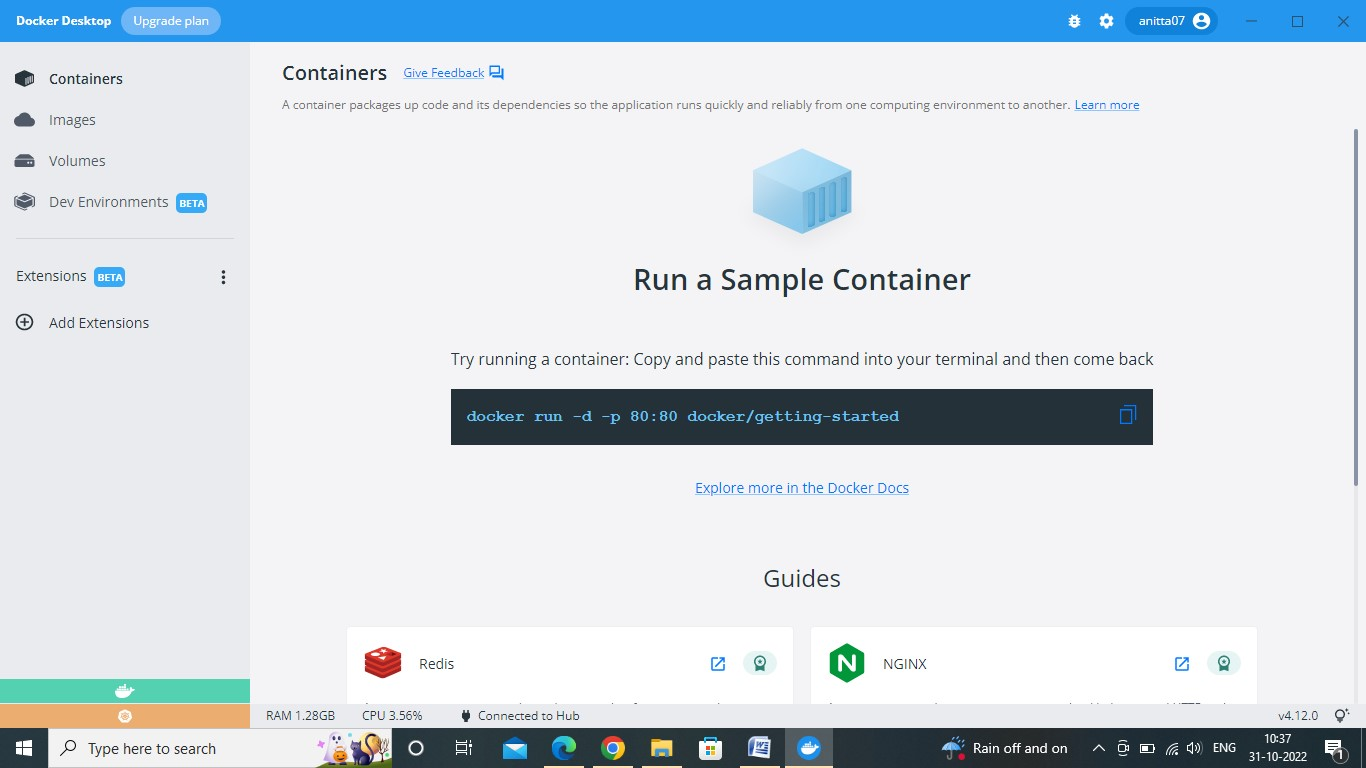 Docker Desktop
Upgrade plan
anitta07
Containers
Images
Volumes
Dev Environments BETA
Extensions BETA
Add Extensions
Containers
Give Feedback
A container packages up code and its dependencies so the application runs quickly and reliably from one computing environment to another. Learn more
Run a Sample Container
Try running a container: Copy and paste this command into your terminal and then come back
docker run -d -p 80:80 docker/getting-started
Explore more in the Docker Docs
Guides
Redis
NGINX
RAM 1.28GB
CPU 3.56%
Connected to Hub
v4.12.0
Type here to search
Rain off and on
ENG
10:37
31-10-2022
1